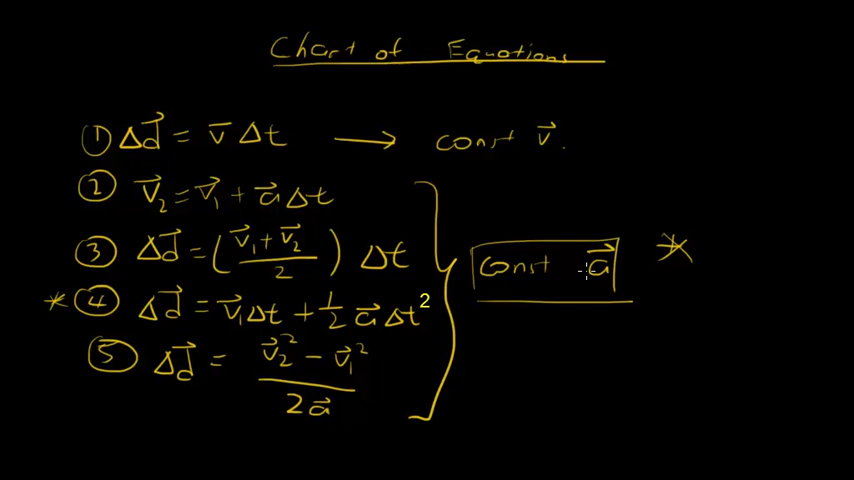 Chart of Equations
① Δd⃗ = v⃗ Δt → const v⃗.
② v⃗₂ = v⃗₁ + a⃗Δt
③ Δd⃗ = (v⃗₁ + v⃗₂ / 2) Δt
const a⃗ *
* ④ Δd⃗ = v⃗₁Δt + 1/2 a⃗Δt²
⑤ Δd⃗ = v⃗₂² − v⃗₁² / 2a⃗